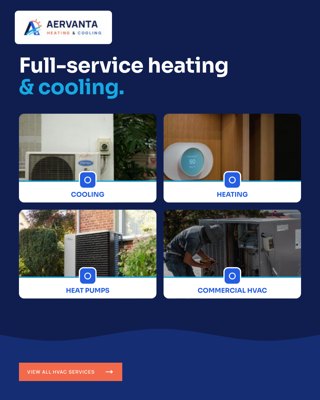 AERVANTA
HEATING & COOLING
Full-service heating
& cooling.
COOLING
HEATING
HEAT PUMPS
COMMERCIAL HVAC
VIEW ALL HVAC SERVICES